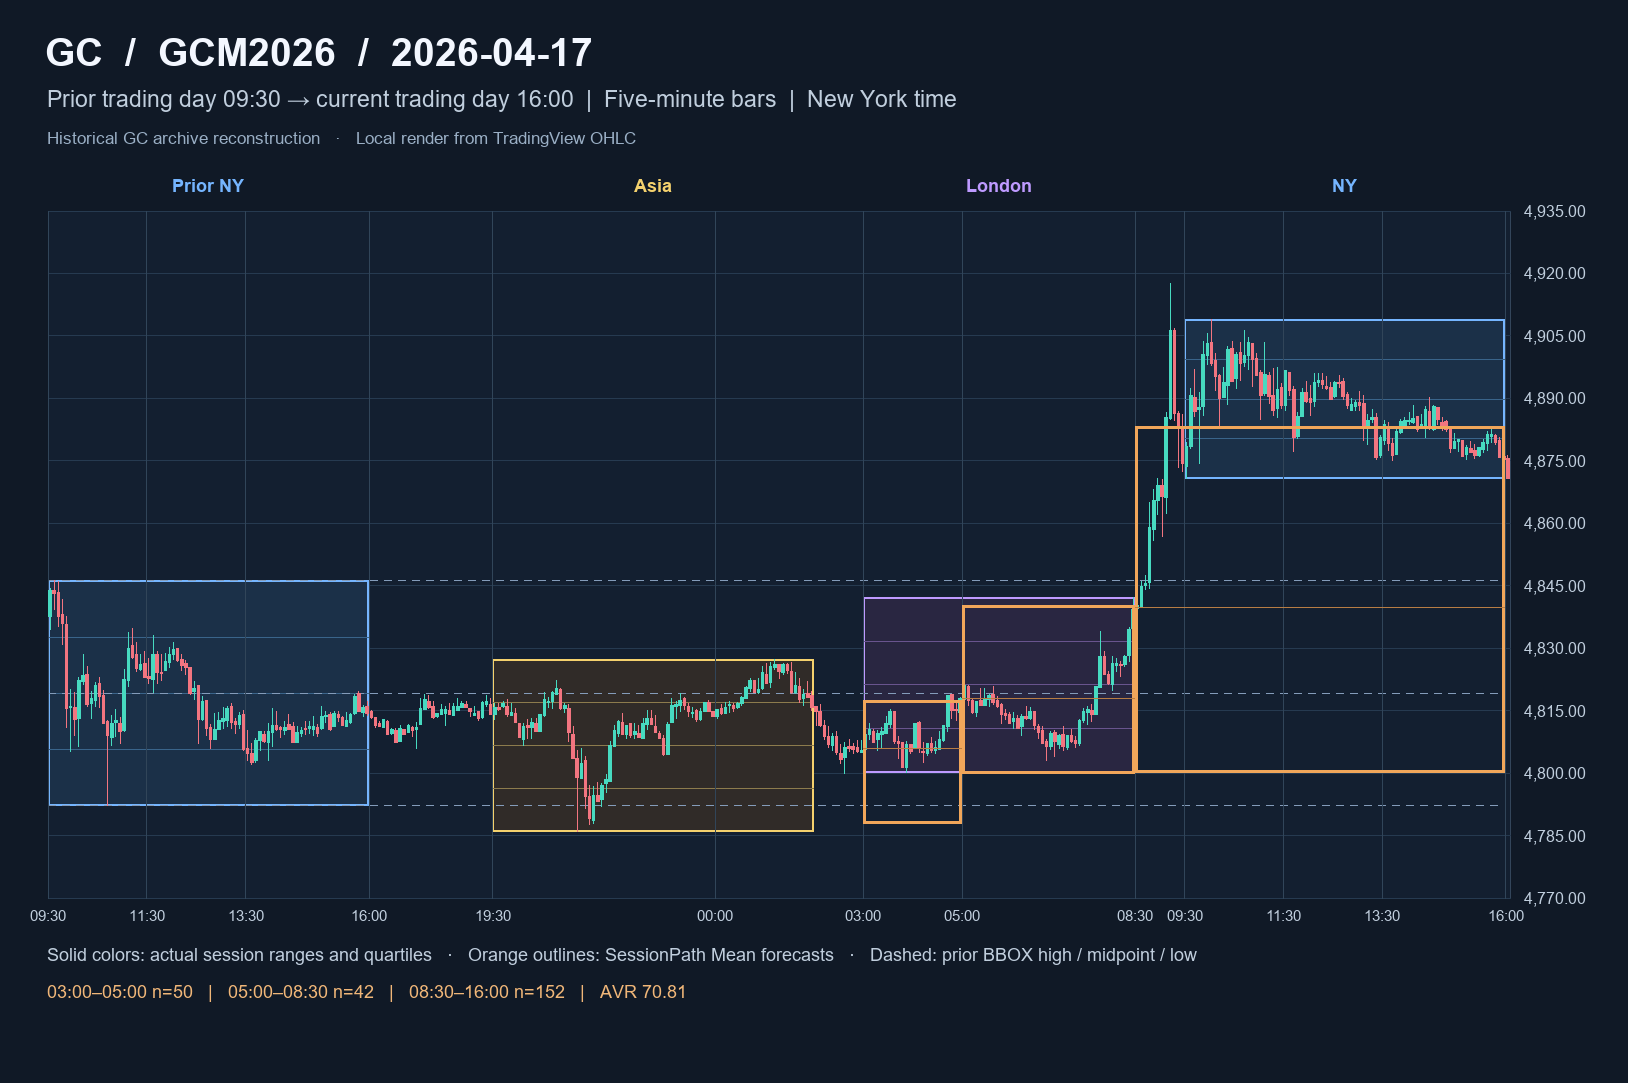 GC / GCM2026 / 2026-04-17
Prior trading day 09:30 → current trading day 16:00 | Five-minute bars | New York time
Historical GC archive reconstruction · Local render from TradingView OHLC
Prior NY Asia London NY
4,935.00
4,920.00
4,905.00
4,890.00
4,875.00
4,860.00
4,845.00
4,830.00
4,815.00
4,800.00
4,785.00
4,770.00
09:30 11:30 13:30 16:00 19:30 00:00 03:00 05:00 08:30 09:30 11:30 13:30 16:00
Solid colors: actual session ranges and quartiles · Orange outlines: SessionPath Mean forecasts · Dashed: prior BBOX high / midpoint / low
03:00–05:00 n=50 | 05:00–08:30 n=42 | 08:30–16:00 n=152 | AVR 70.81